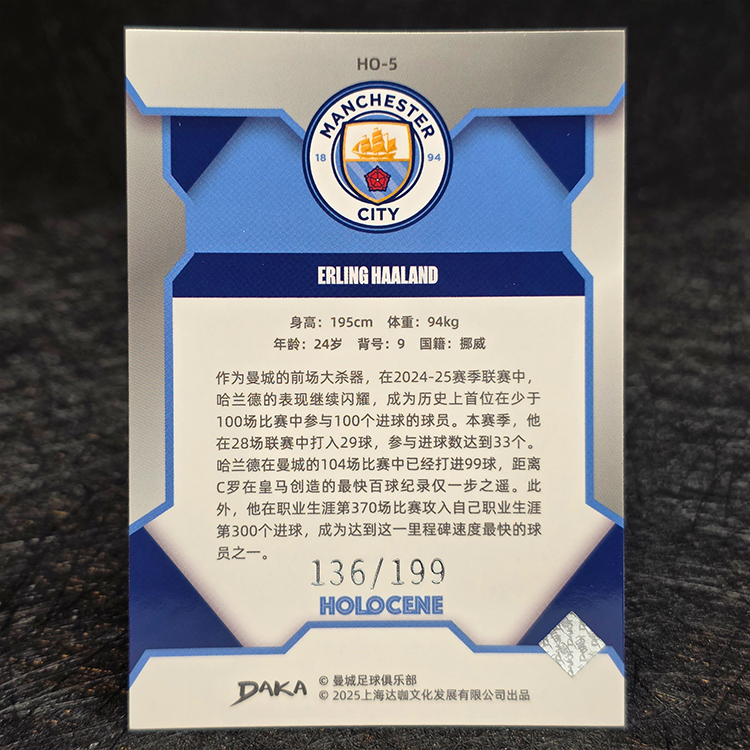 HO-5
MANCHESTER
18 94
CITY
ERLING HAALAND
身高：195cm 体重：94kg
年龄：24岁 背号：9 国籍：挪威
作为曼城的前场大杀器，在2024-25赛季联赛中，
哈兰德的表现继续闪耀，成为历史上首位在少于
100场比赛中参与100个进球的球员。本赛季，他
在28场联赛中打入29球，参与进球数达到33个。
哈兰德在曼城的104场比赛中已经打进99球，距离
C罗在皇马创造的最快百球纪录仅一步之遥。此
外，他在职业生涯第370场比赛攻入自己职业生涯
第300个进球，成为达到这一里程碑速度最快的球
员之一。
136/199
HOLOCENE
DAKA
© 曼城足球俱乐部
© 2025上海达咖文化发展有限公司出品